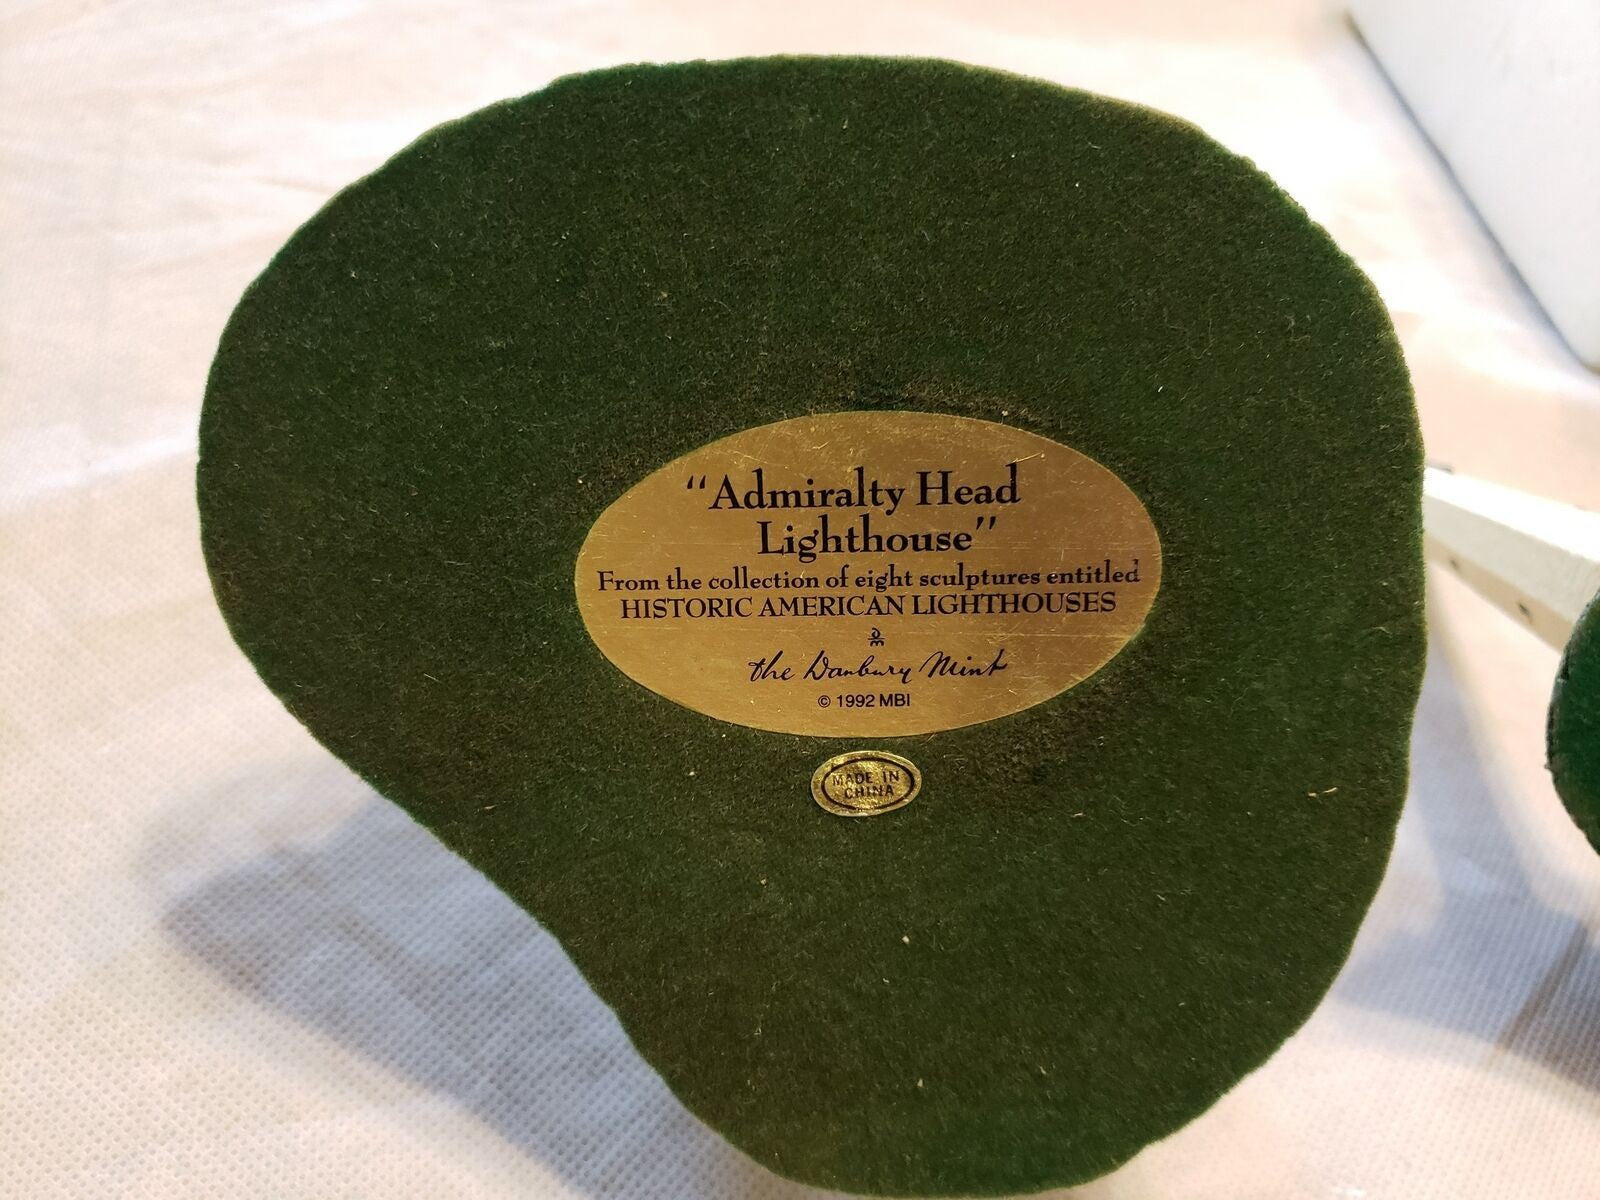 “Admiralty Head
Lighthouse”
From the collection of eight sculptures entitled
HISTORIC AMERICAN LIGHTHOUSES
the Danbury Mint
© 1992 MBI
MADE IN
CHINA